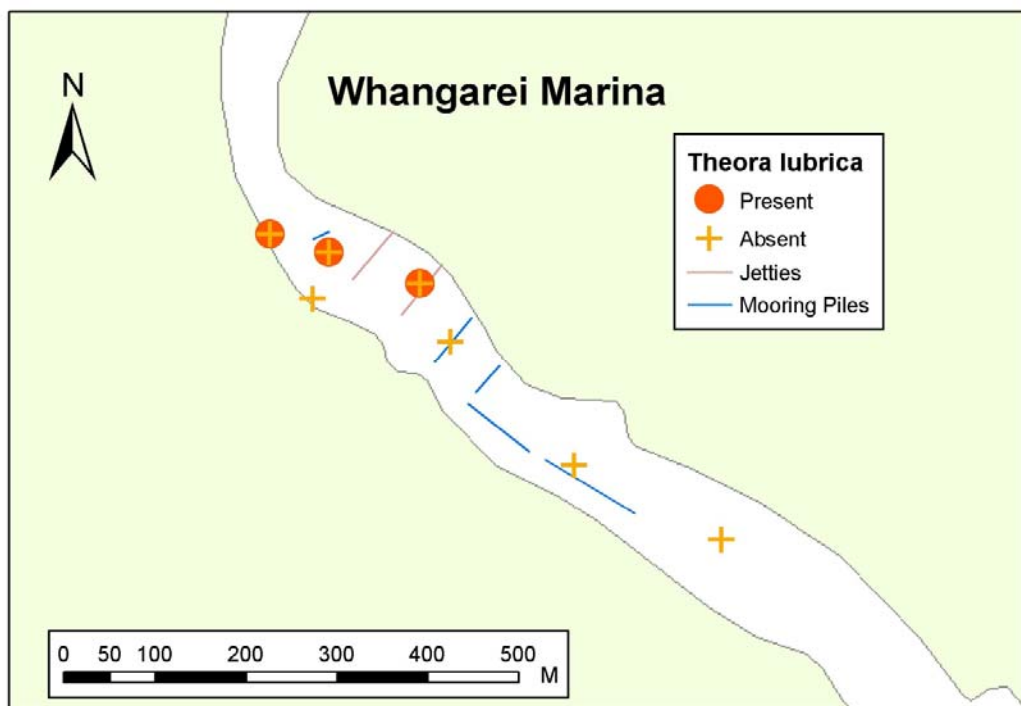 Whangarei Marina
N
Theora lubrica
Present
Absent
Jetties
Mooring Piles
0 50 100 200 300 400 500
M